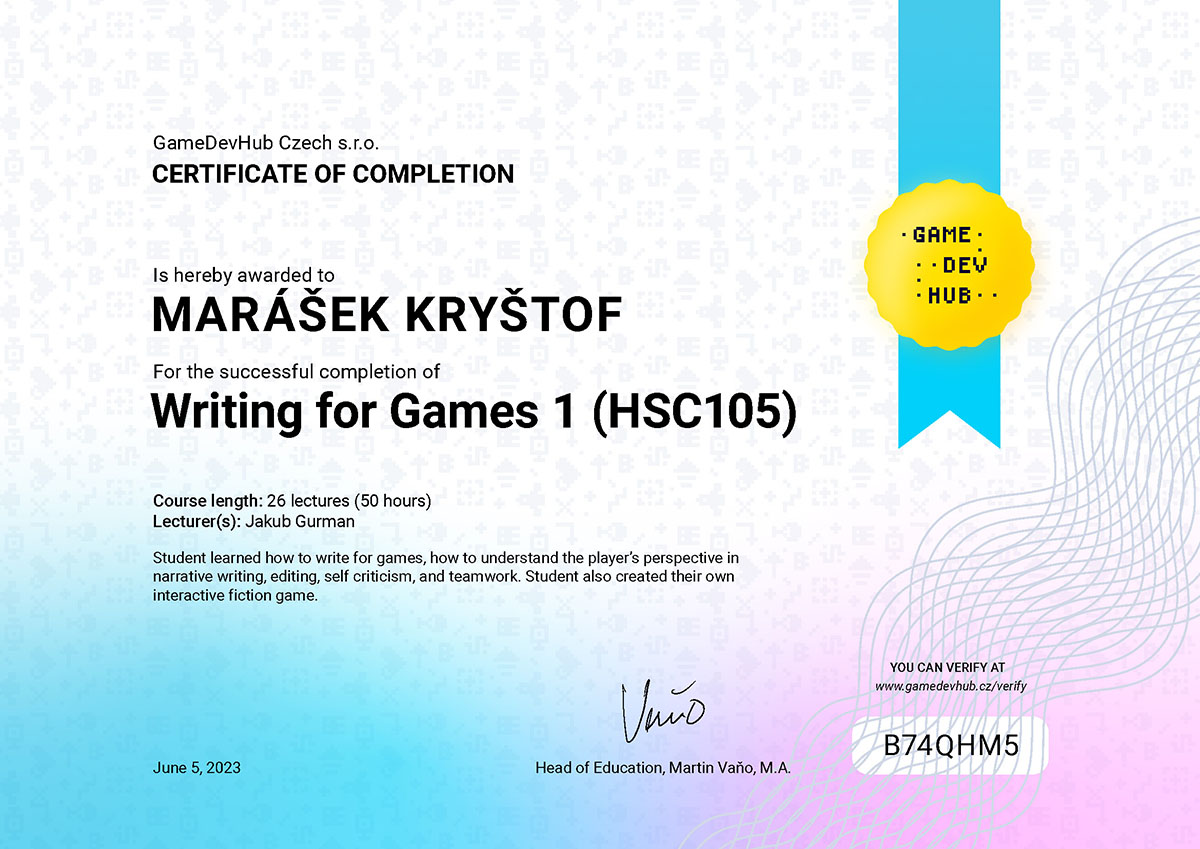 GameDevHub Czech s.r.o.
CERTIFICATE OF COMPLETION
GAME
DEV
HUB
Is hereby awarded to
MARÁŠEK KRYŠTOF
For the successful completion of
Writing for Games 1 (HSC105)
Course length: 26 lectures (50 hours)
Lecturer(s): Jakub Gurman
Student learned how to write for games, how to understand the player’s perspective in
narrative writing, editing, self criticism, and teamwork. Student also created their own
interactive fiction game.
YOU CAN VERIFY AT
www.gamedevhub.cz/verify
B74QHM5
Vaňo
June 5, 2023
Head of Education, Martin Vaňo, M.A.